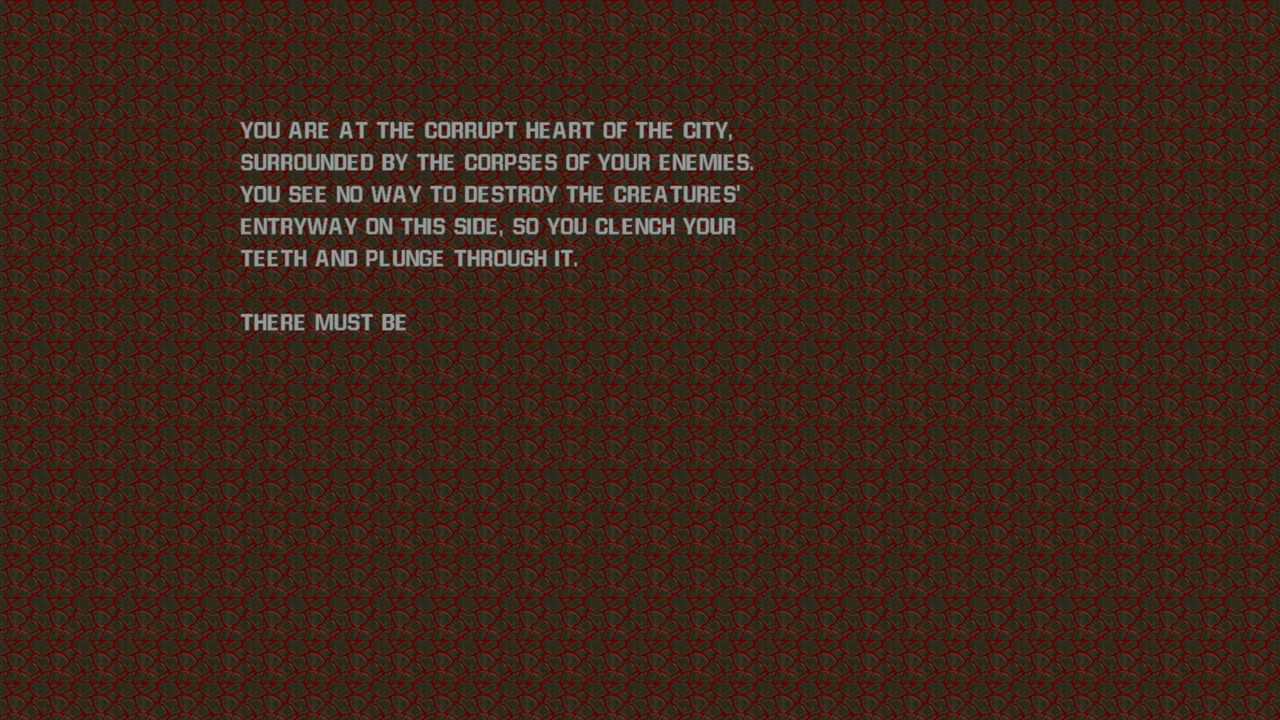 YOU ARE AT THE CORRUPT HEART OF THE CITY,
SURROUNDED BY THE CORPSES OF YOUR ENEMIES.
YOU SEE NO WAY TO DESTROY THE CREATURES'
ENTRYWAY ON THIS SIDE, SO YOU CLENCH YOUR
TEETH AND PLUNGE THROUGH IT.
THERE MUST BE